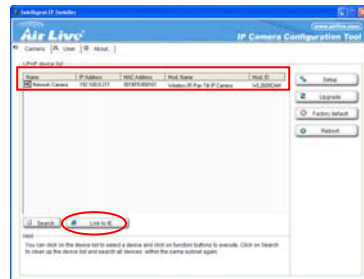 Intelligent IP Installer
Air Live
www.airlive.com
IP Camera Configuration Tool
Camera User About
UPnP device list
Name IP Address MAC Address Mod. Name Mod. ID
Network Camera 192.168.0.211 Wireless IR Pan Tilt IP Camera
Setup
Upgrade
Factory default
Reboot
Search Link to IE
Hint
You can click on the device list to select a device and click on function buttons to execute. Click on Search
to clean up the device list and search all devices within the same subnet again.